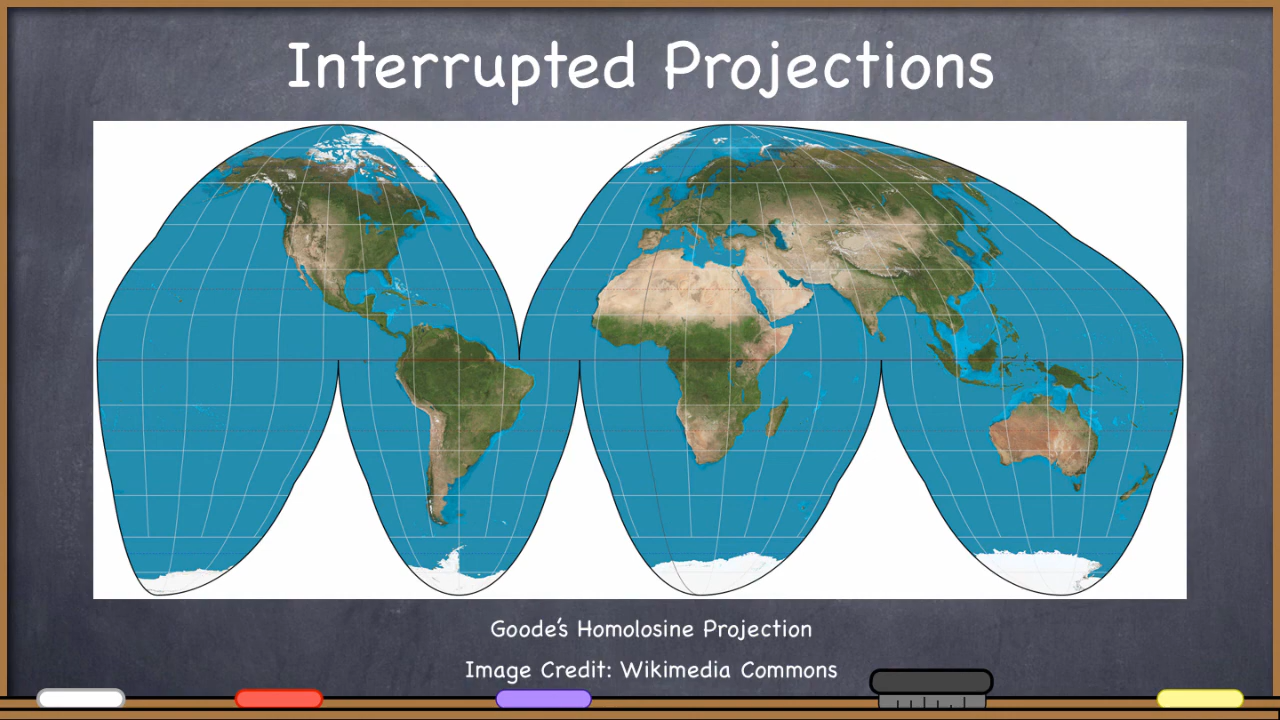 Interrupted Projections
Goode's Homolosine Projection
Image Credit: Wikimedia Commons